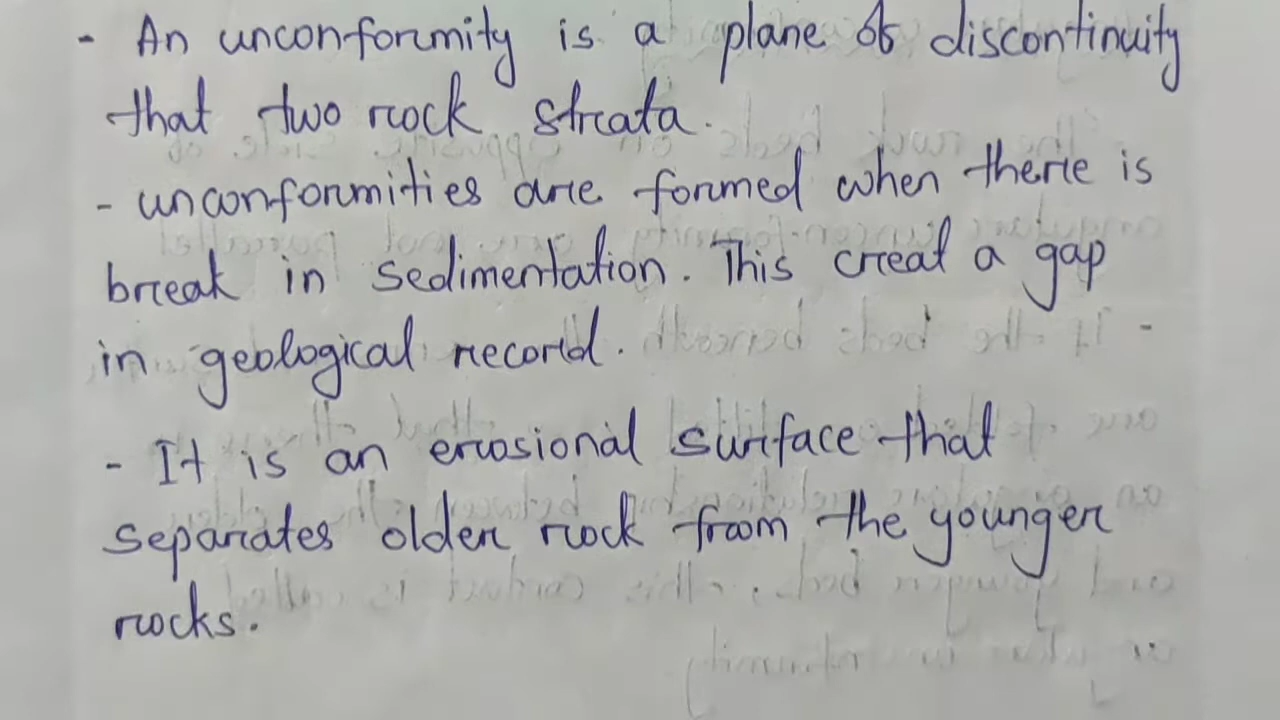 - An unconformity is a plane of discontinuity
that two rock strata.
- unconformities are formed when there is
break in sedimentation. This creat a gap
in geological record.
- It is an erosional surface that
separates older rock from the younger
rocks.